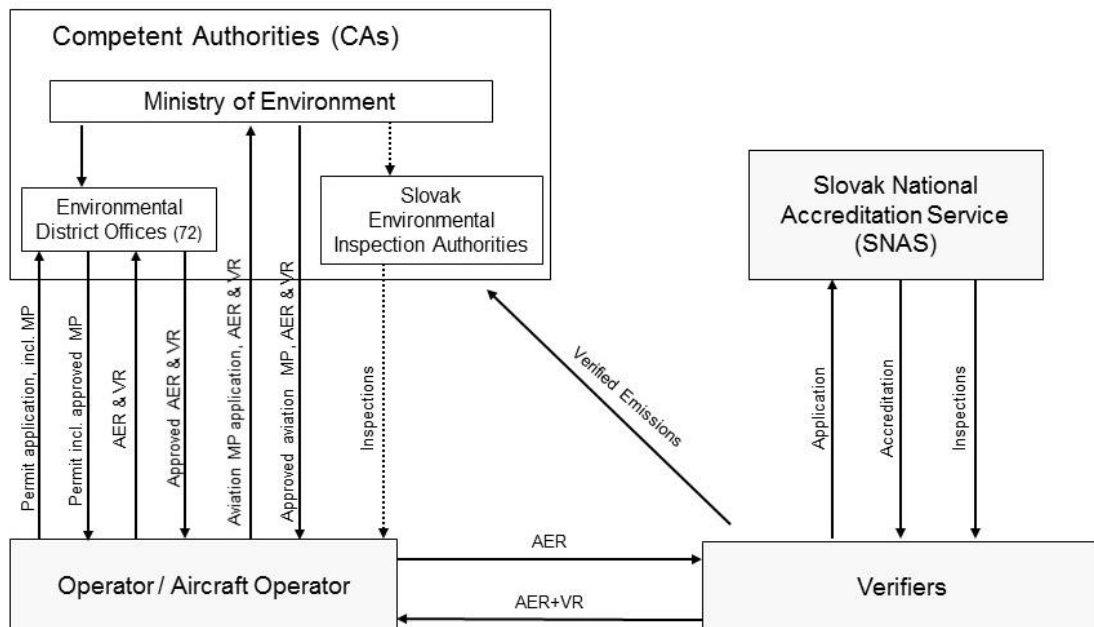 Competent Authorities (CAs)
Ministry of Environment
Environmental
District Offices (72)
Slovak
Environmental
Inspection Authorities
Slovak National
Accreditation Service
(SNAS)
Permit application, incl. MP
Permit incl. approved MP
AER & VR
Approved AER & VR
Aviation MP application, AER & VR
Approved aviation MP, AER & VR
Inspections
Verified Emissions
Application
Accreditation
Inspections
AER
AER+VR
Operator / Aircraft Operator
Verifiers